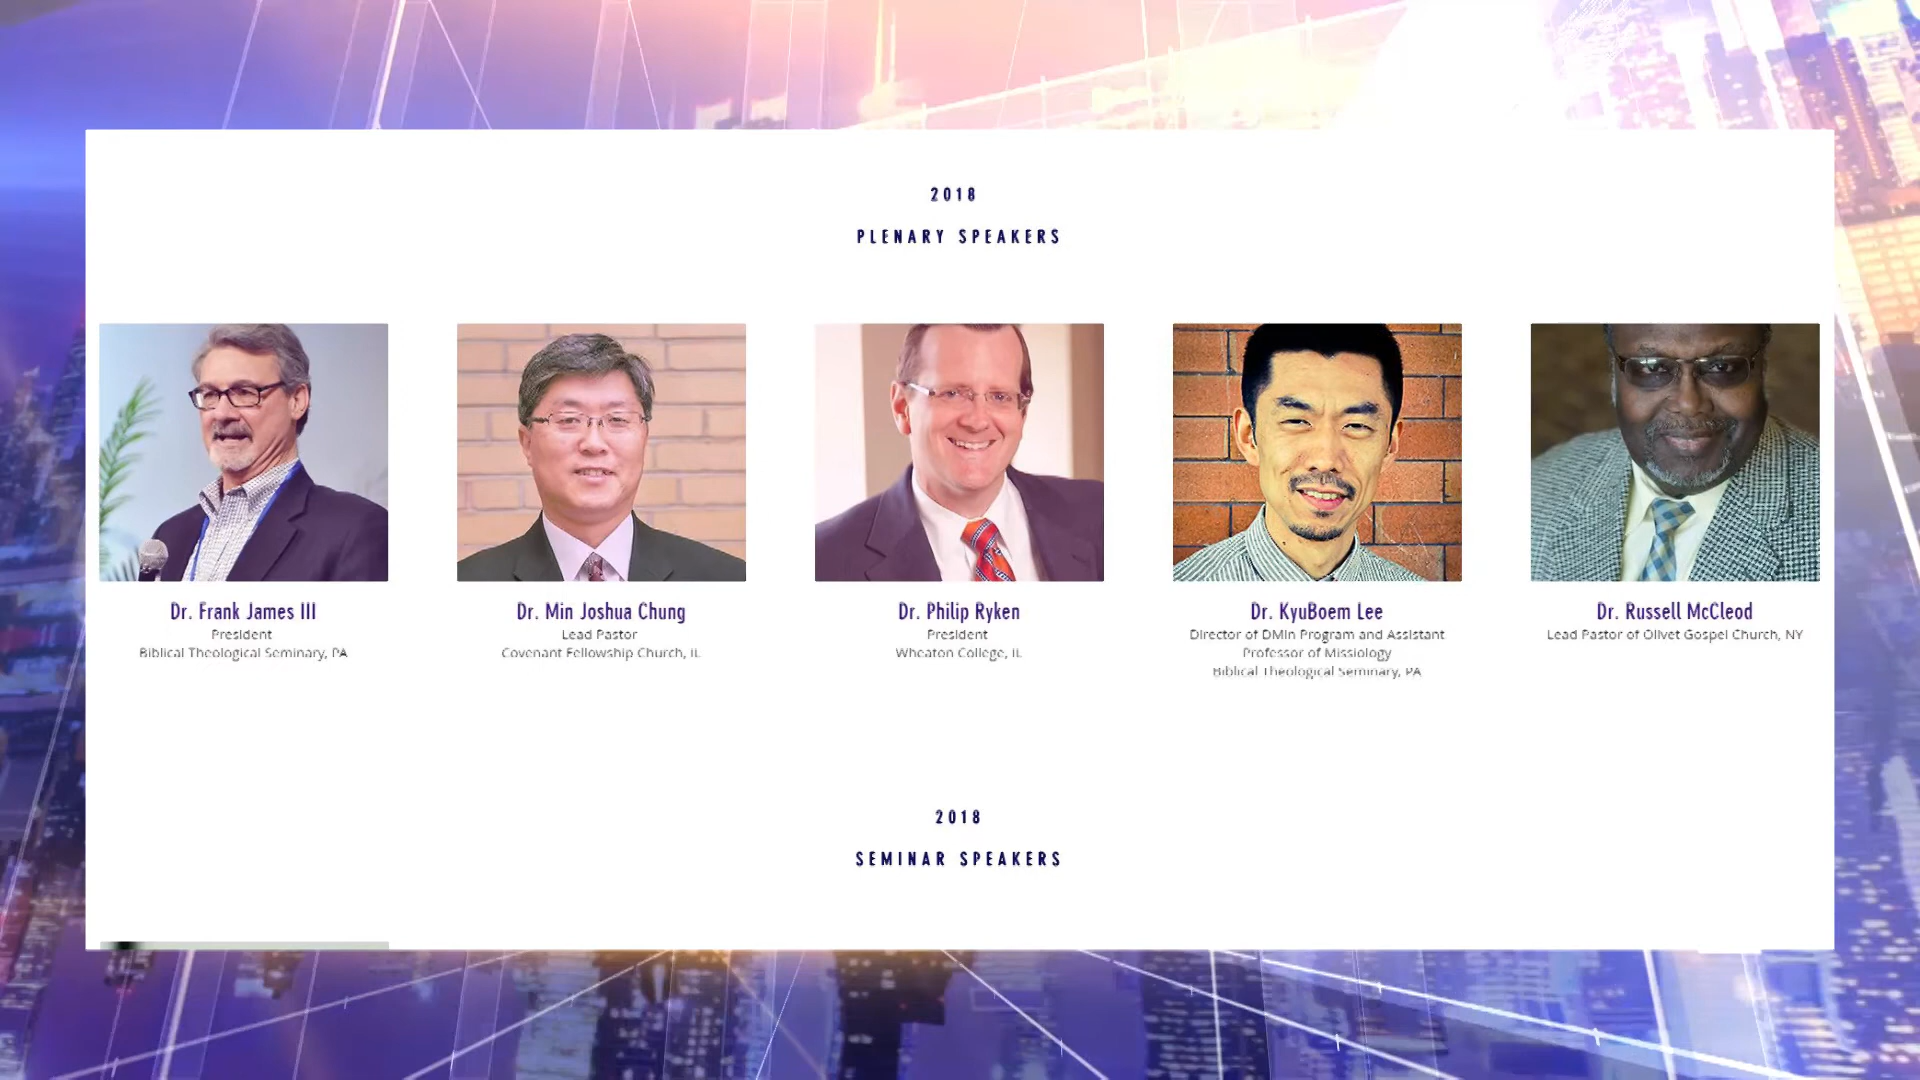 2018
PLENARY SPEAKERS
Dr. Frank James III
President
Biblical Theological Seminary, PA
Dr. Min Joshua Chung
Lead Pastor
Covenant Fellowship Church, IL
Dr. Philip Ryken
President
Wheaton College, IL
Dr. KyuBoem Lee
Director of DMin Program and Assistant
Professor of Missiology
Biblical Theological Seminary, PA
Dr. Russell McCleod
Lead Pastor of Olivet Gospel Church, NY
2018
SEMINAR SPEAKERS